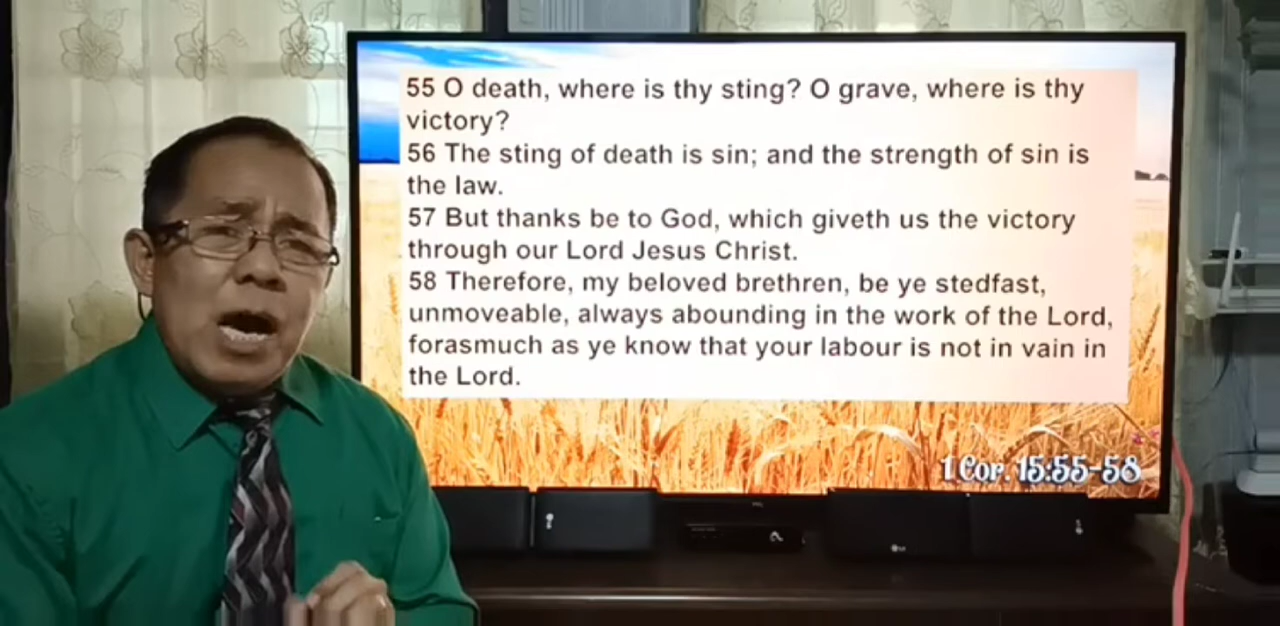 55 O death, where is thy sting? O grave, where is thy
victory?
56 The sting of death is sin; and the strength of sin is
the law.
57 But thanks be to God, which giveth us the victory
through our Lord Jesus Christ.
58 Therefore, my beloved brethren, be ye stedfast,
unmoveable, always abounding in the work of the Lord,
forasmuch as ye know that your labour is not in vain in
the Lord.
1 Cor. 15:55-58